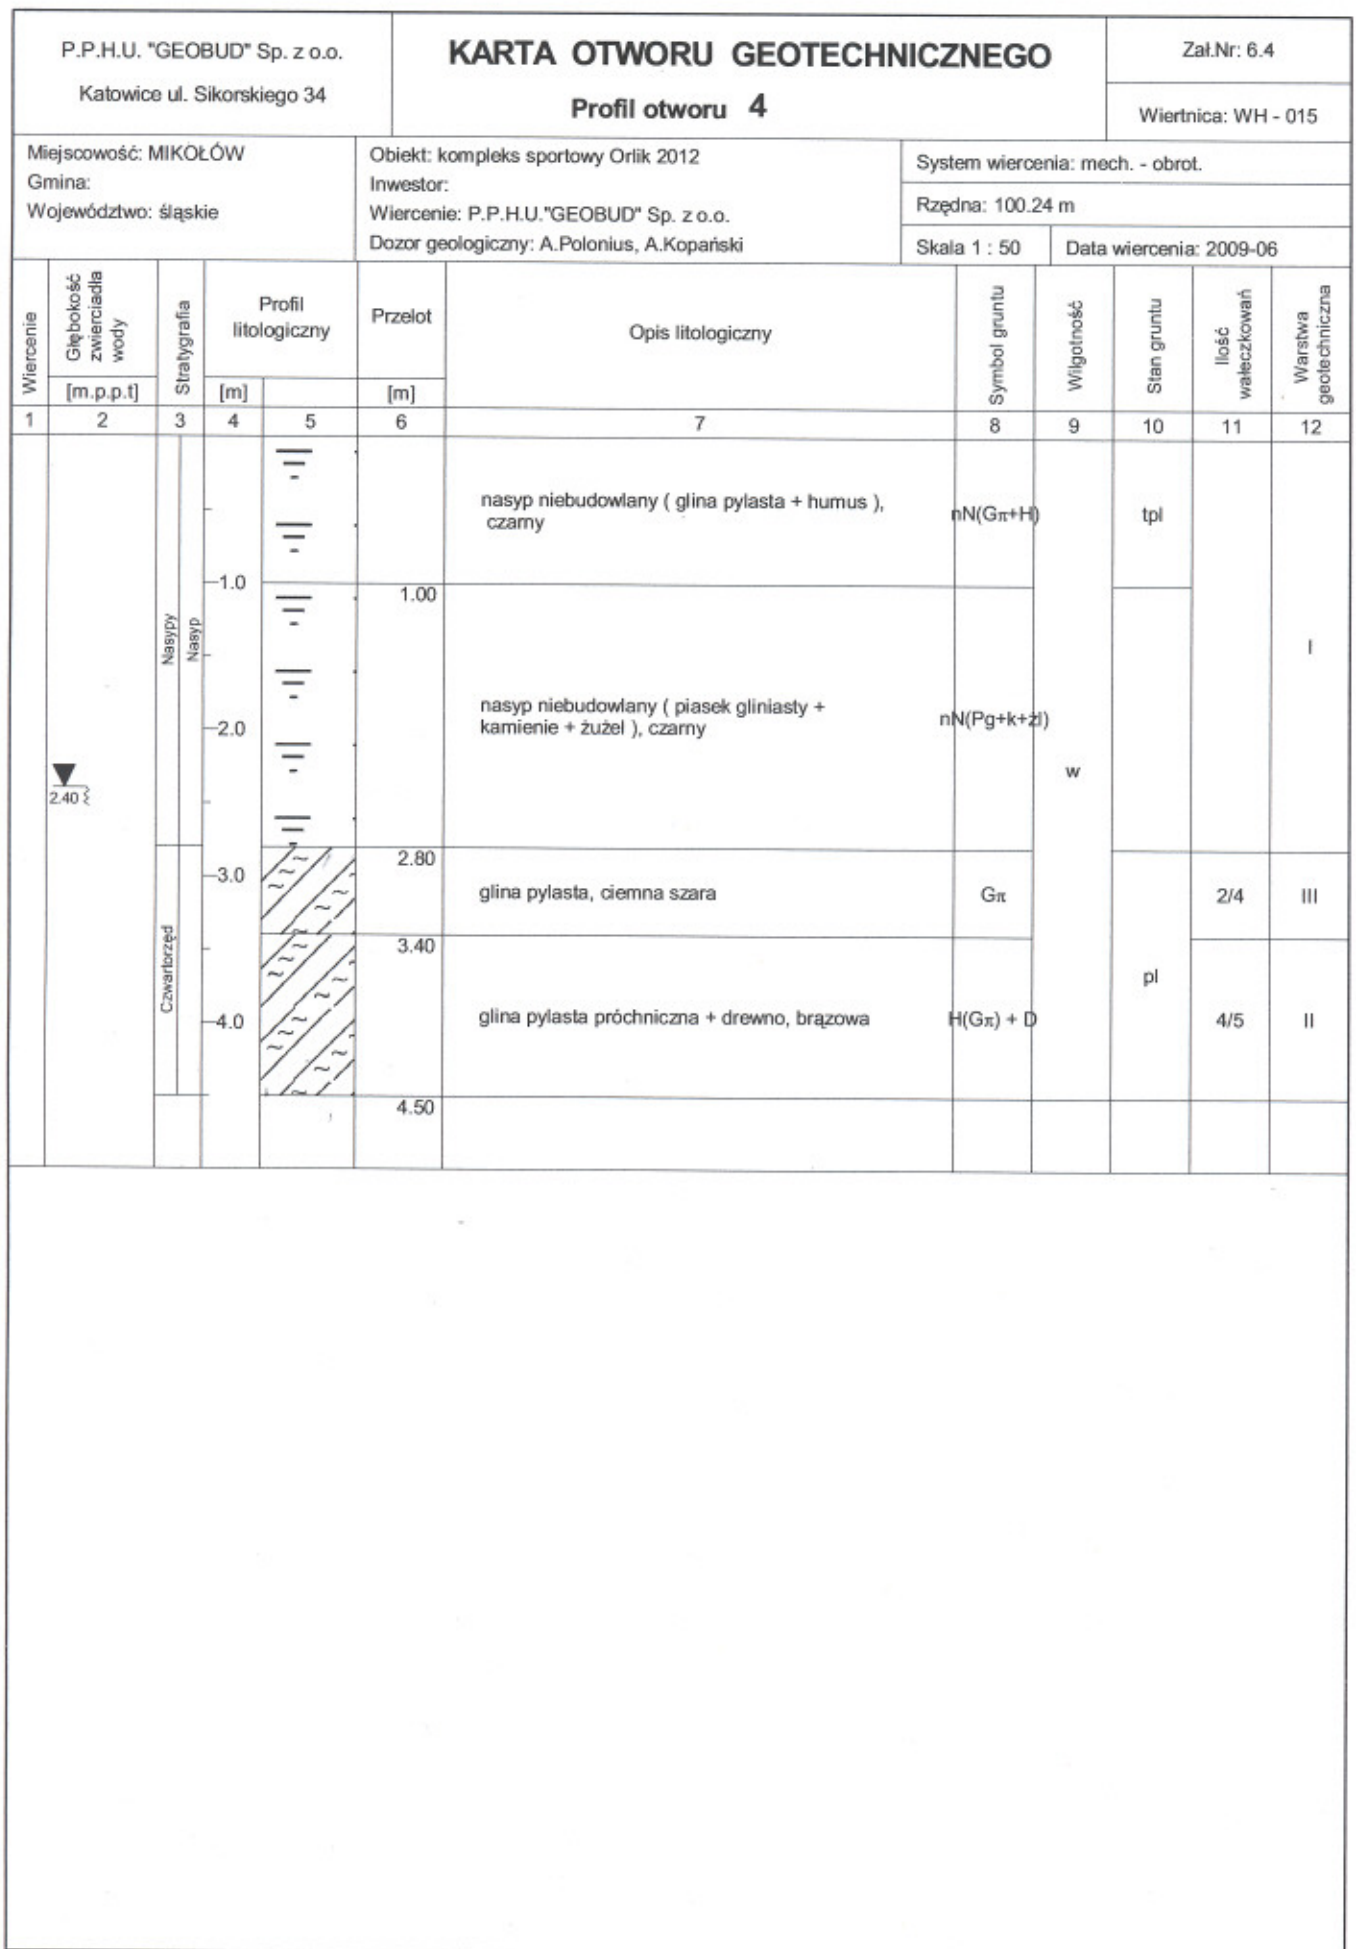 P.P.H.U. "GEOBUD" Sp. z o.o.
Katowice ul. Sikorskiego 34
KARTA OTWORU GEOTECHNICZNEGO
Profil otworu 4
Zał.Nr: 6.4
Wiertnica: WH - 015
Miejscowość: MIKOŁÓW
Gmina:
Województwo: śląskie
Obiekt: kompleks sportowy Orlik 2012
Inwestor:
Wiercenie: P.P.H.U."GEOBUD" Sp. z o.o.
Dozór geologiczny: A.Polonius, A.Kopański
System wiercenia: mech. - obrot.
Rzędna: 100.24 m
Skala 1 : 50
Data wiercenia: 2009-06
Wiercenie
Głębokość
zwierciadła
wody
[m.p.p.t]
Stratygrafia
Profil
litologiczny
[m]
Przelot
[m]
Opis litologiczny
Symbol gruntu
Wilgotność
Stan gruntu
Ilość
wałeczkowań
Warstwa
geotechniczna
1 2 3 4 5 6 7 8 9 10 11 12
nasyp niebudowlany ( glina pylasta + humus ),
czarny
nN(Gπ+H)
tpl
1.0
1.00
Nasypy
Nasyp
I
nasyp niebudowlany ( piasek gliniasty +
kamienie + żużel ), czarny
nN(Pg+k+żl)
2.0
w
2.40
2.80
3.0
glina pylasta, ciemna szara
Gπ
2/4
III
3.40
Czwartorzęd
pl
4.0
glina pylasta próchniczna + drewno, brązowa
H(Gπ) + D
4/5
II
4.50